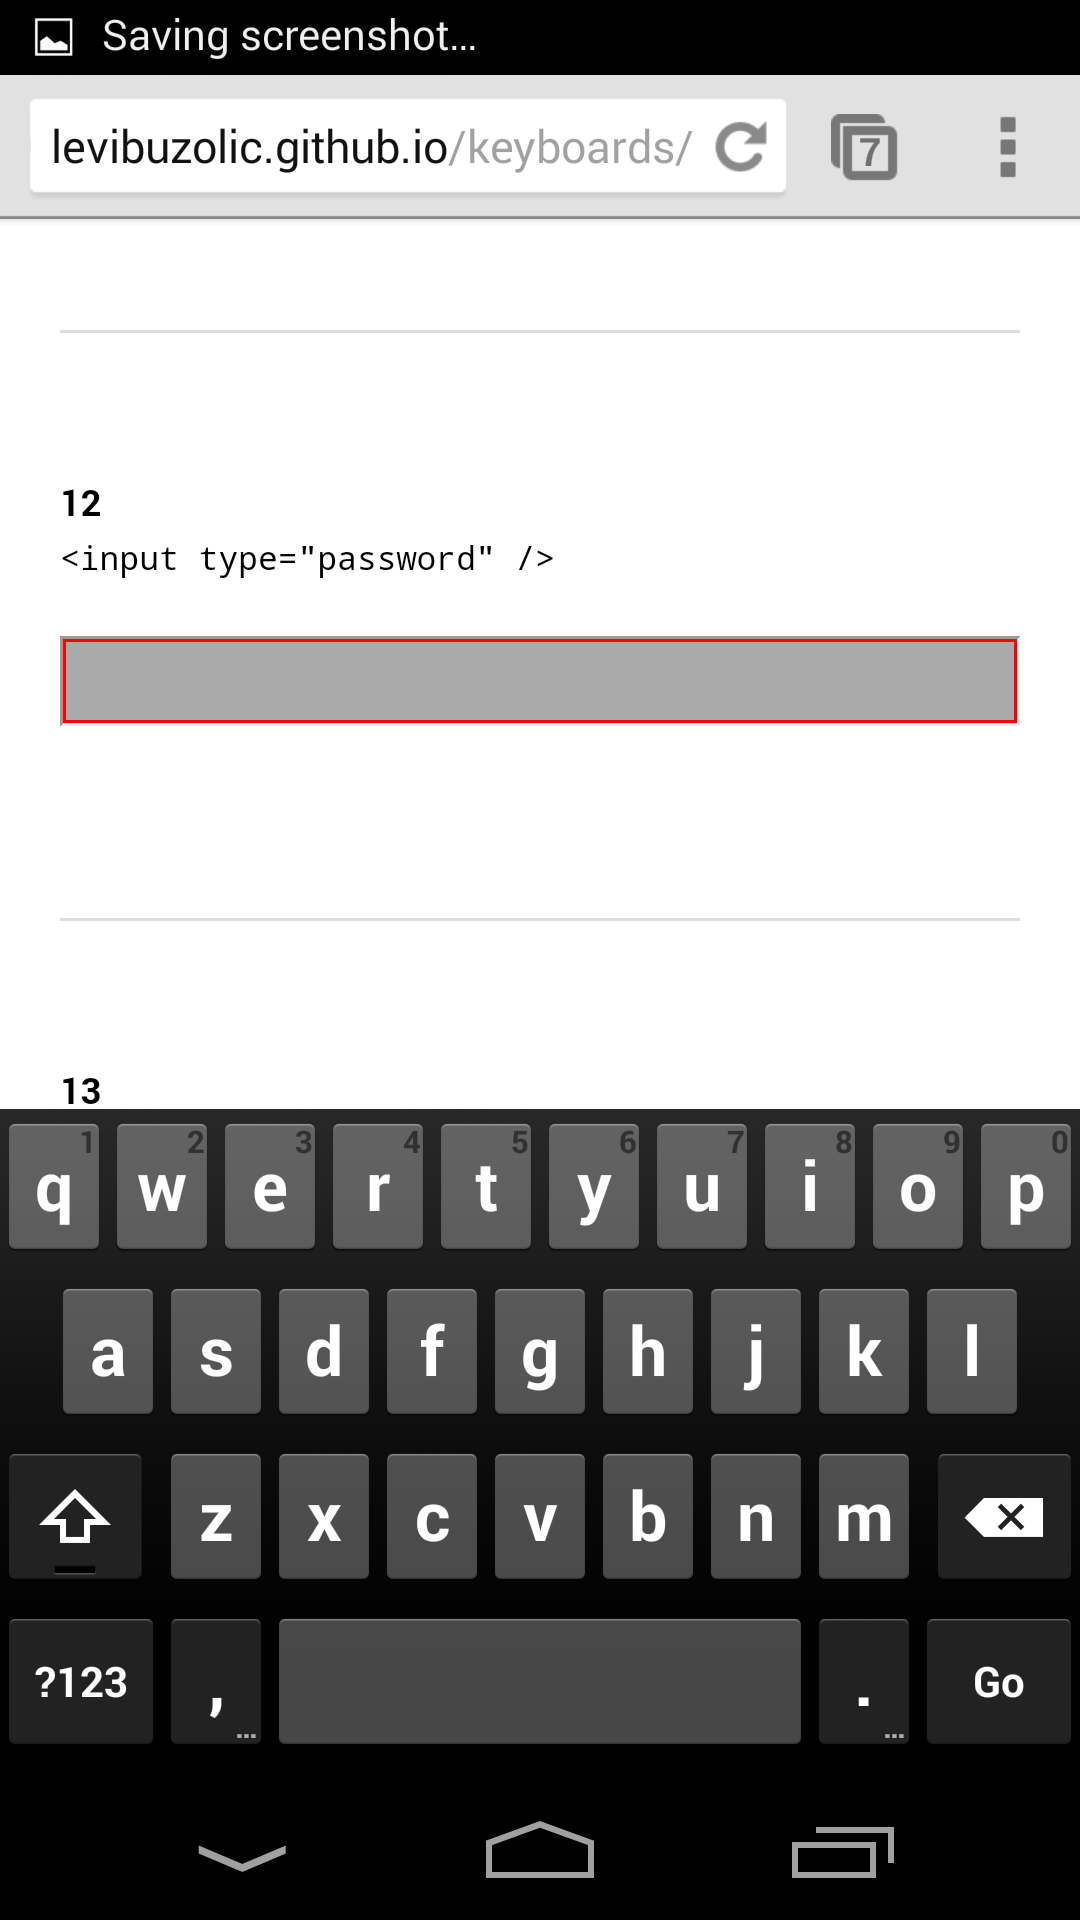 Saving screenshot…
levibuzolic.github.io/keyboards/ 7
12
<input type="password" />
13
1 2 3 4 5 6 7 8 9 0
q w e r t y u i o p
a s d f g h j k l
z x c v b n m
?123 , ... . ... Go